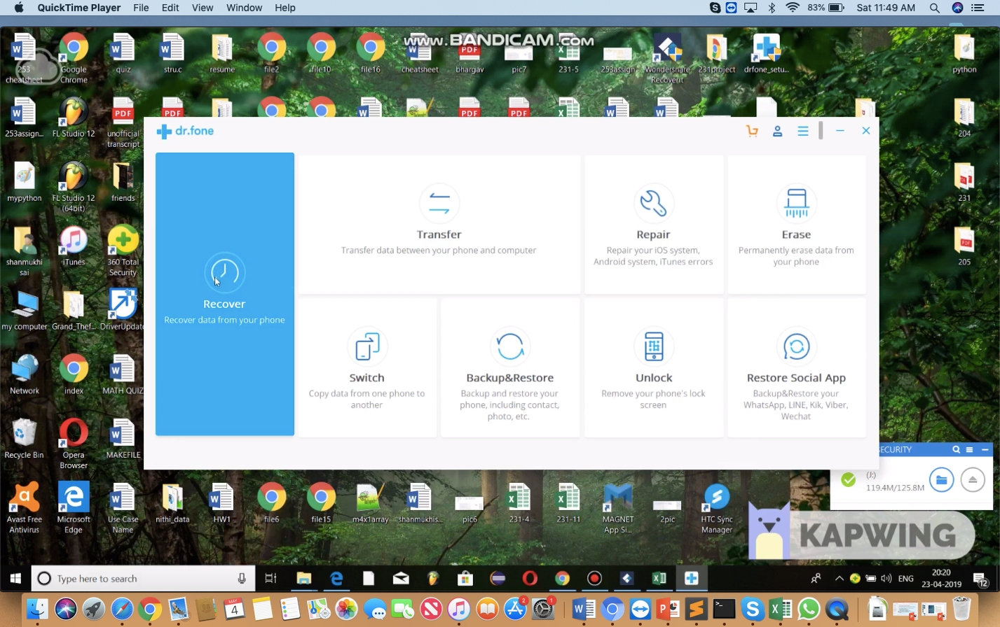 QuickTime Player File Edit View Window Help
83% Sat 11:49 AM
www.BANDICAM.com
253 cheatsheet
Google Chrome
quiz
stru.c
resume
file2
file10
file16
cheatsheet
bhargav
pic7
231-5
253assign
Wondershare Recoverit
231project
drfone_setu...
python
253assign...
FL Studio 12
PDF
unofficial transcript
PDF
PDF
PDF
204
dr.fone
mypython
FL Studio 12 (64bit)
friends
231
Transfer
Transfer data between your phone and computer
Repair
Repair your iOS system,
Android system, iTunes errors
Erase
Permanently erase data from
your phone
shanmukhi sai
iTunes
360 Total Security
205
Recover
Recover data from your phone
my computer
Grand_Thef...
DriverUpdate
Switch
Copy data from one phone to
another
Backup&Restore
Backup and restore your
phone, including contact,
photo, etc.
Unlock
Remove your phone's lock
screen
Restore Social App
Backup&Restore your
WhatsApp, LINE, Kik, Viber,
Wechat
Network
index
MATH QUIZ
Recycle Bin
Opera Browser
MAKEFILE
SECURITY
(J:)
119.4M/125.8M
Avast Free Antivirus
Microsoft Edge
Use Case Name
nithi_data
HW1
file6
file15
m4x1array
shanmukhis...
pic6
231-4
231-11
MAGNET App Si...
2pic
HTC Sync Manager
KAPWING
Type here to search
ENG
20:20
23-04-2019
12
MAY
4
2
1